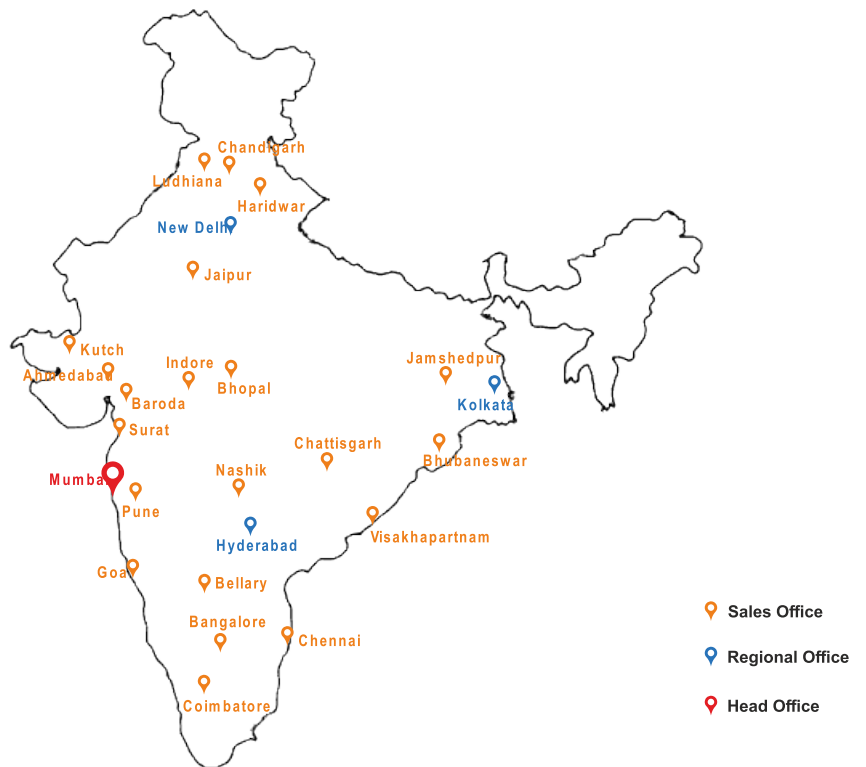 Chandigarh
Ludhiana
Haridwar
New Delhi
Jaipur
Kutch
Ahmedabad
Indore
Bhopal
Baroda
Surat
Jamshedpur
Kolkata
Chattisgarh
Bhubaneswar
Nashik
Mumbai
Pune
Visakhapartnam
Hyderabad
Goa
Bellary
Bangalore
Chennai
Coimbatore
Sales Office
Regional Office
Head Office